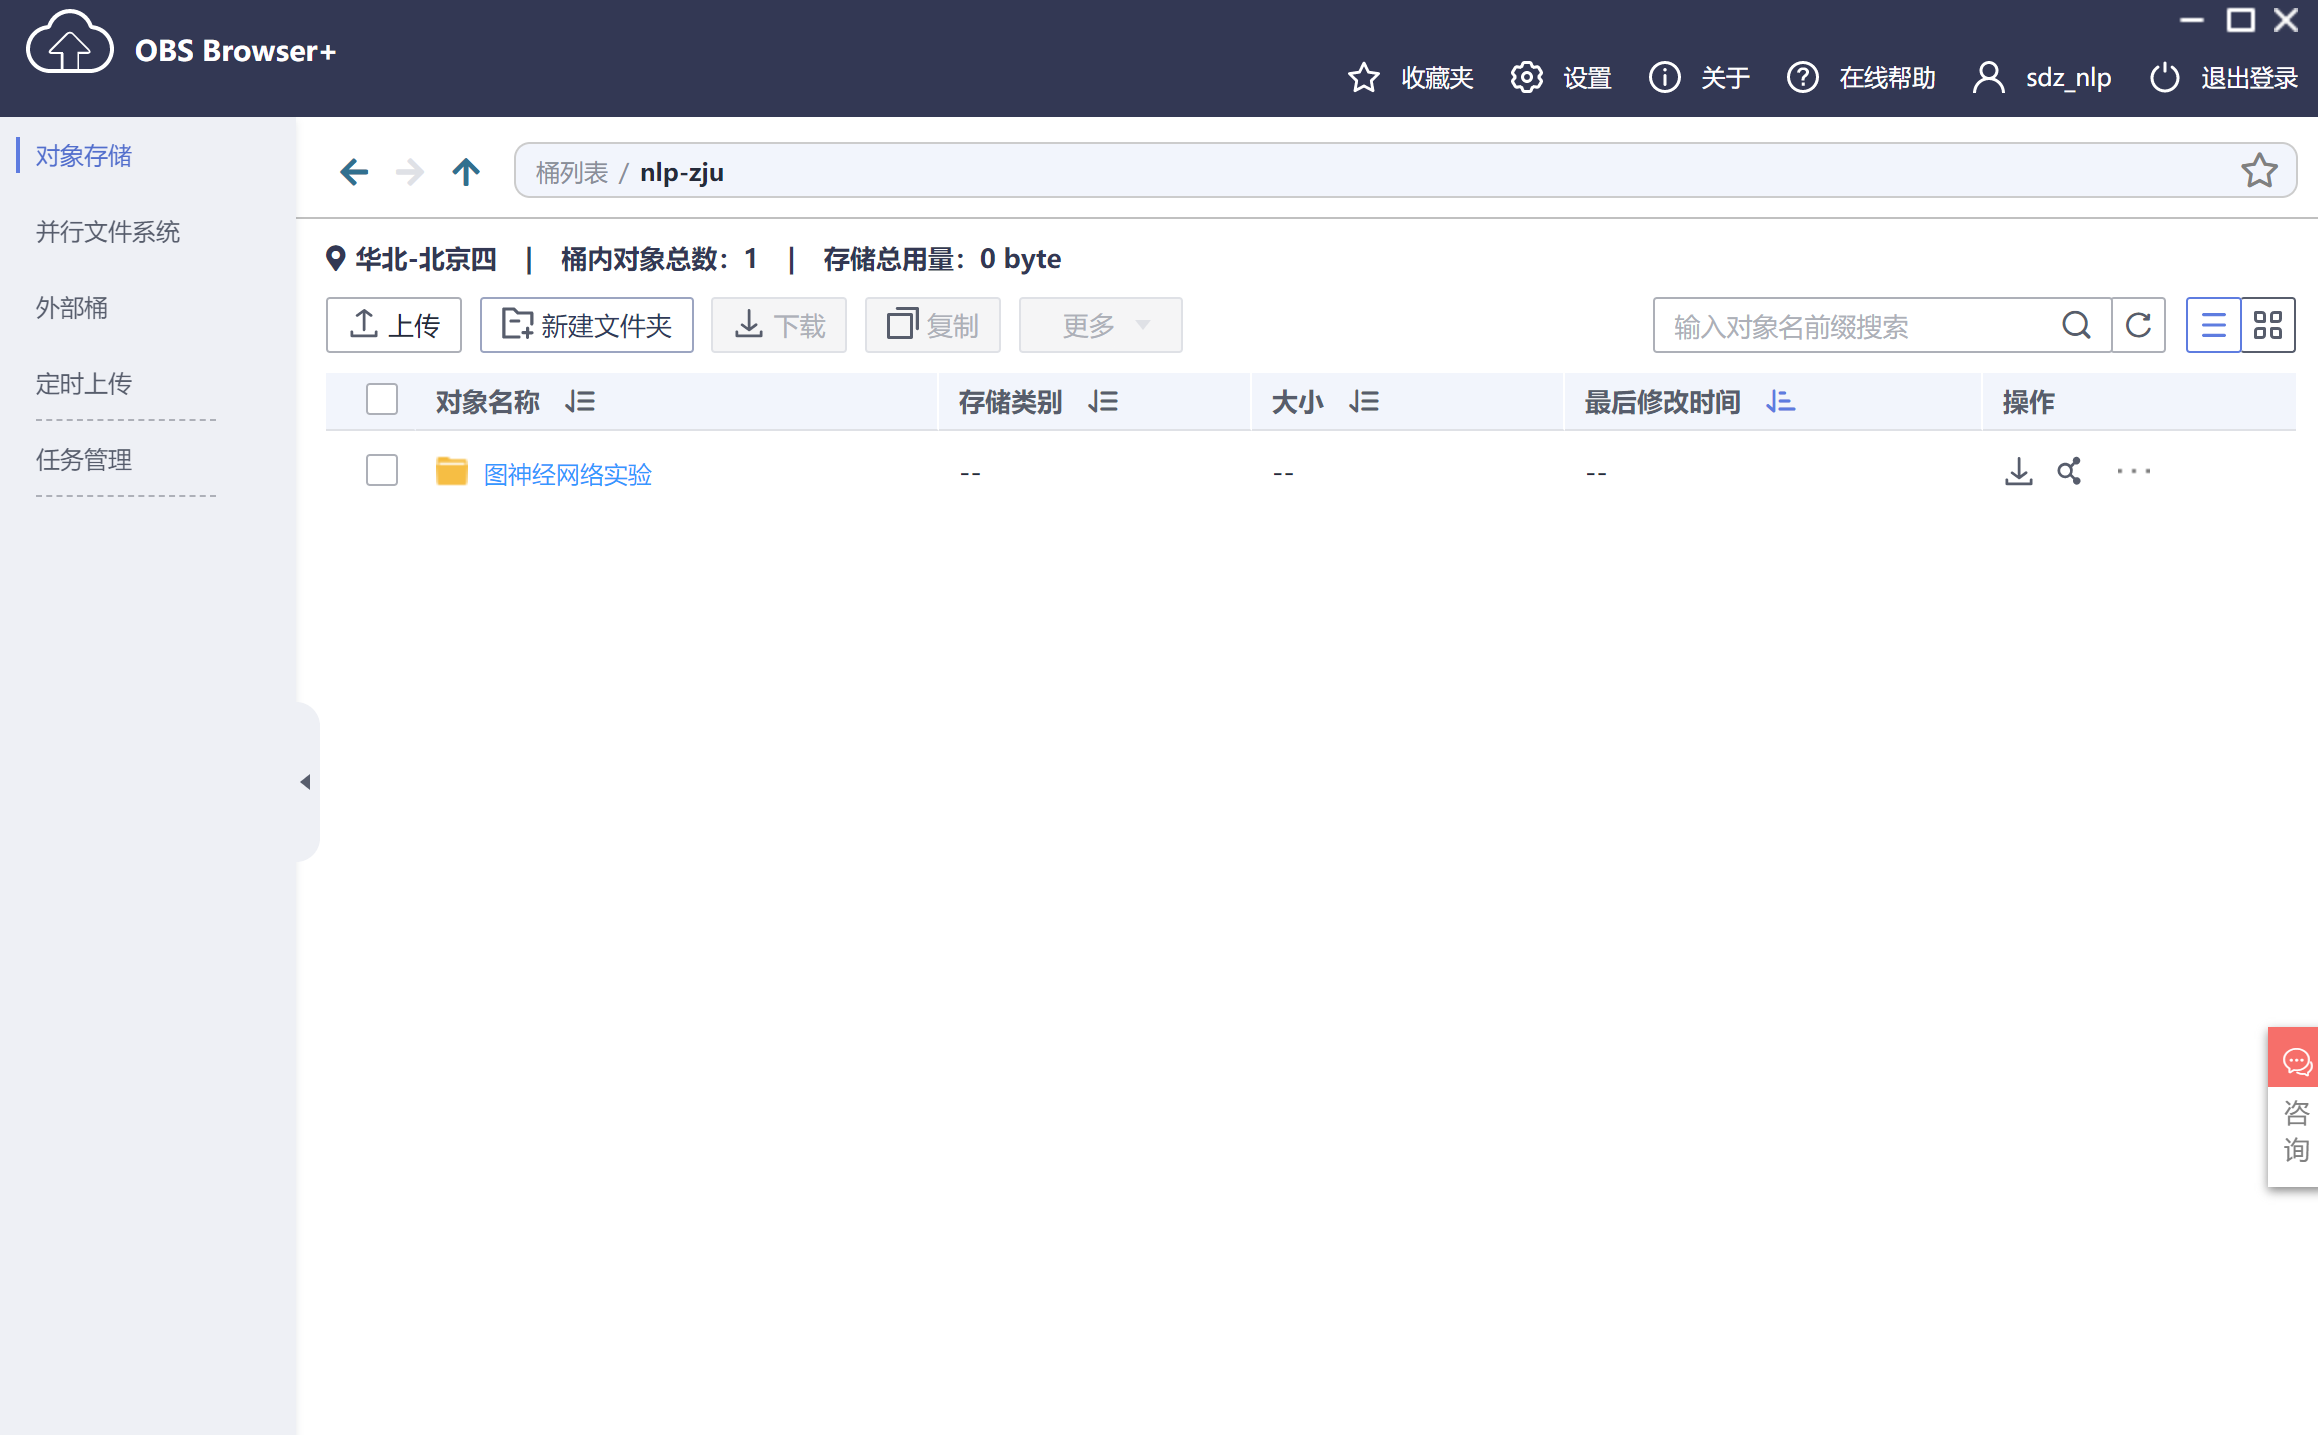 OBS Browser+
收藏夹 设置 关于 在线帮助 sdz_nlp 退出登录
对象存储
并行文件系统
外部桶
定时上传
任务管理
桶列表 / nlp-zju
华北-北京四 | 桶内对象总数：1 | 存储总用量：0 byte
上传 新建文件夹 下载 复制 更多 输入对象名前缀搜索
对象名称 存储类别 大小 最后修改时间 操作
图神经网络实验 -- -- -- ...
咨
询